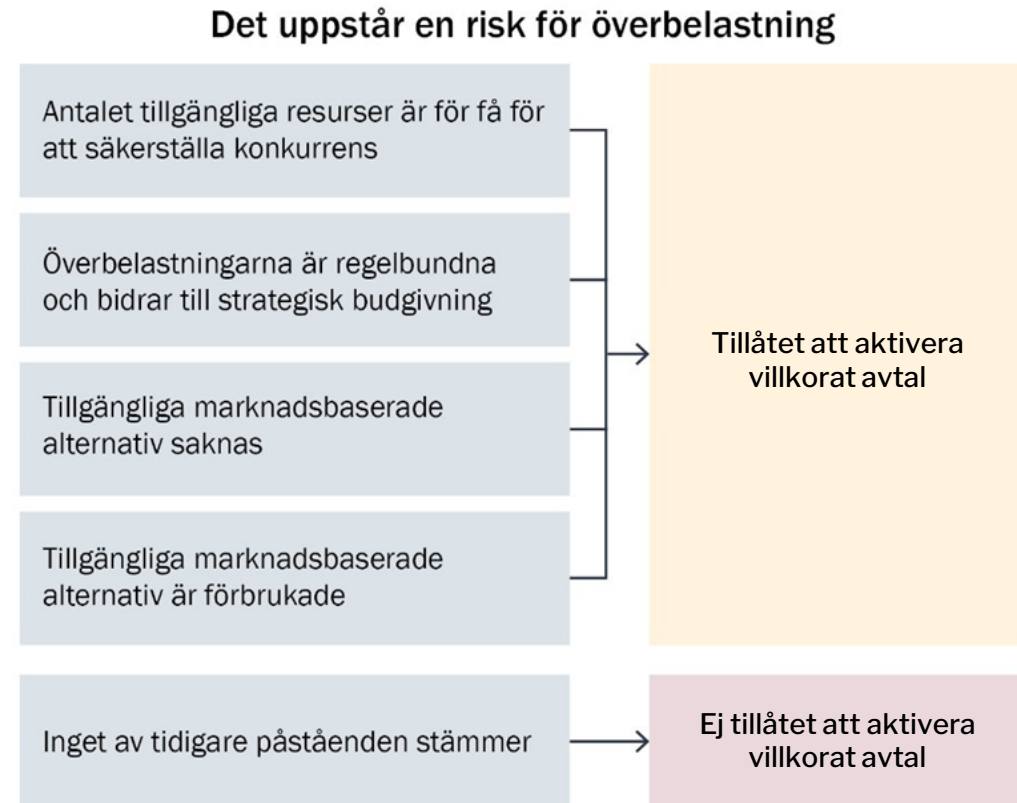 Det uppstår en risk för överbelastning
Antalet tillgängliga resurser är för få för
att säkerställa konkurrens
Överbelastningarna är regelbundna
och bidrar till strategisk budgivning
Tillgängliga marknadsbaserade
alternativ saknas
Tillgängliga marknadsbaserade
alternativ är förbrukade
Tillåtet att aktivera
villkorat avtal
Inget av tidigare påståenden stämmer
Ej tillåtet att aktivera
villkorat avtal